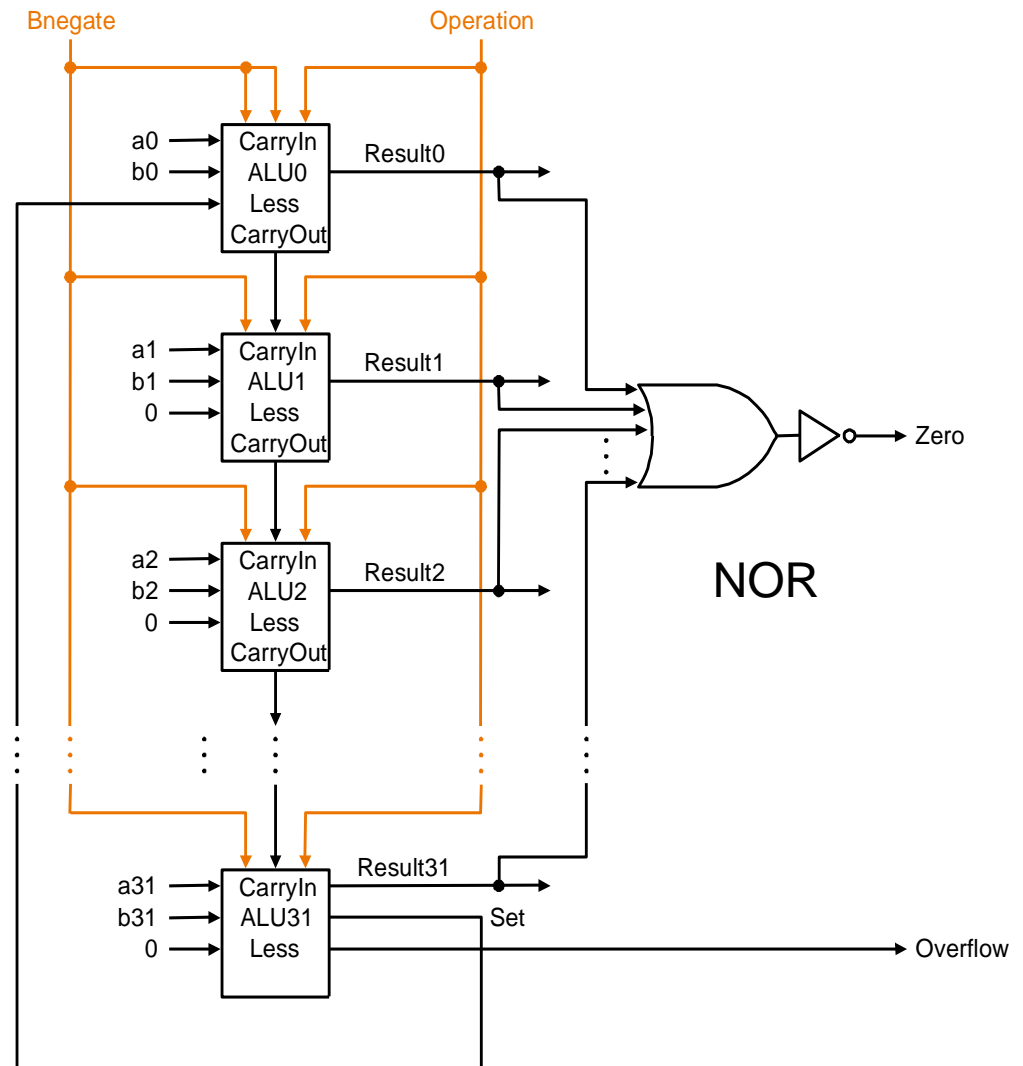 Bnegate
Operation
a0
b0
CarryIn
ALU0
Less
CarryOut
Result0
a1
b1
0
CarryIn
ALU1
Less
CarryOut
Result1
Zero
a2
b2
0
CarryIn
ALU2
Less
CarryOut
Result2
NOR
a31
b31
0
CarryIn
ALU31
Less
Result31
Set
Overflow